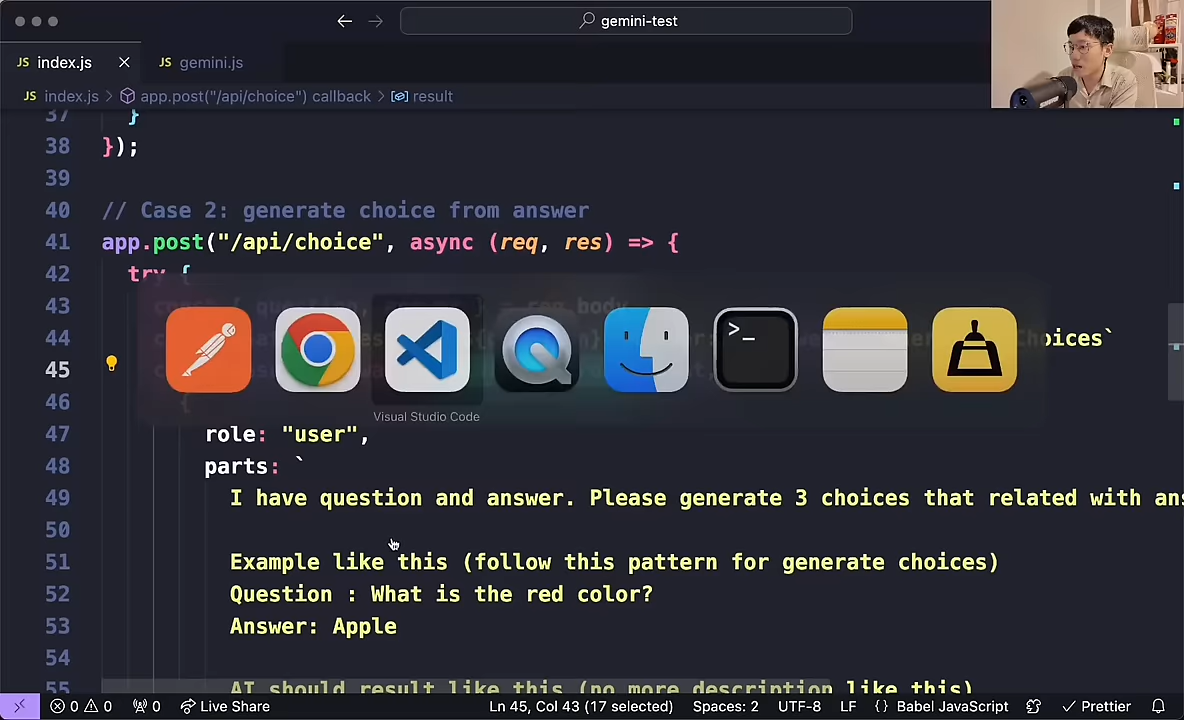 gemini-test
JS index.js
JS gemini.js
JS index.js > app.post("/api/choice") callback > result
37 }
38 });
39
40 // Case 2: generate choice from answer
41 app.post("/api/choice", async (req, res) => {
42 try {
43 = req.body
44 oices`
45
46 {
47 role: "user",
48 parts: `
49 I have question and answer. Please generate 3 choices that related with ans
50
51 Example like this (follow this pattern for generate choices)
52 Question : What is the red color?
53 Answer: Apple
54
55 AI should result like this (no more description like this)
Visual Studio Code
0 0 0 Live Share Ln 45, Col 43 (17 selected) Spaces: 2 UTF-8 LF {} Babel JavaScript Prettier